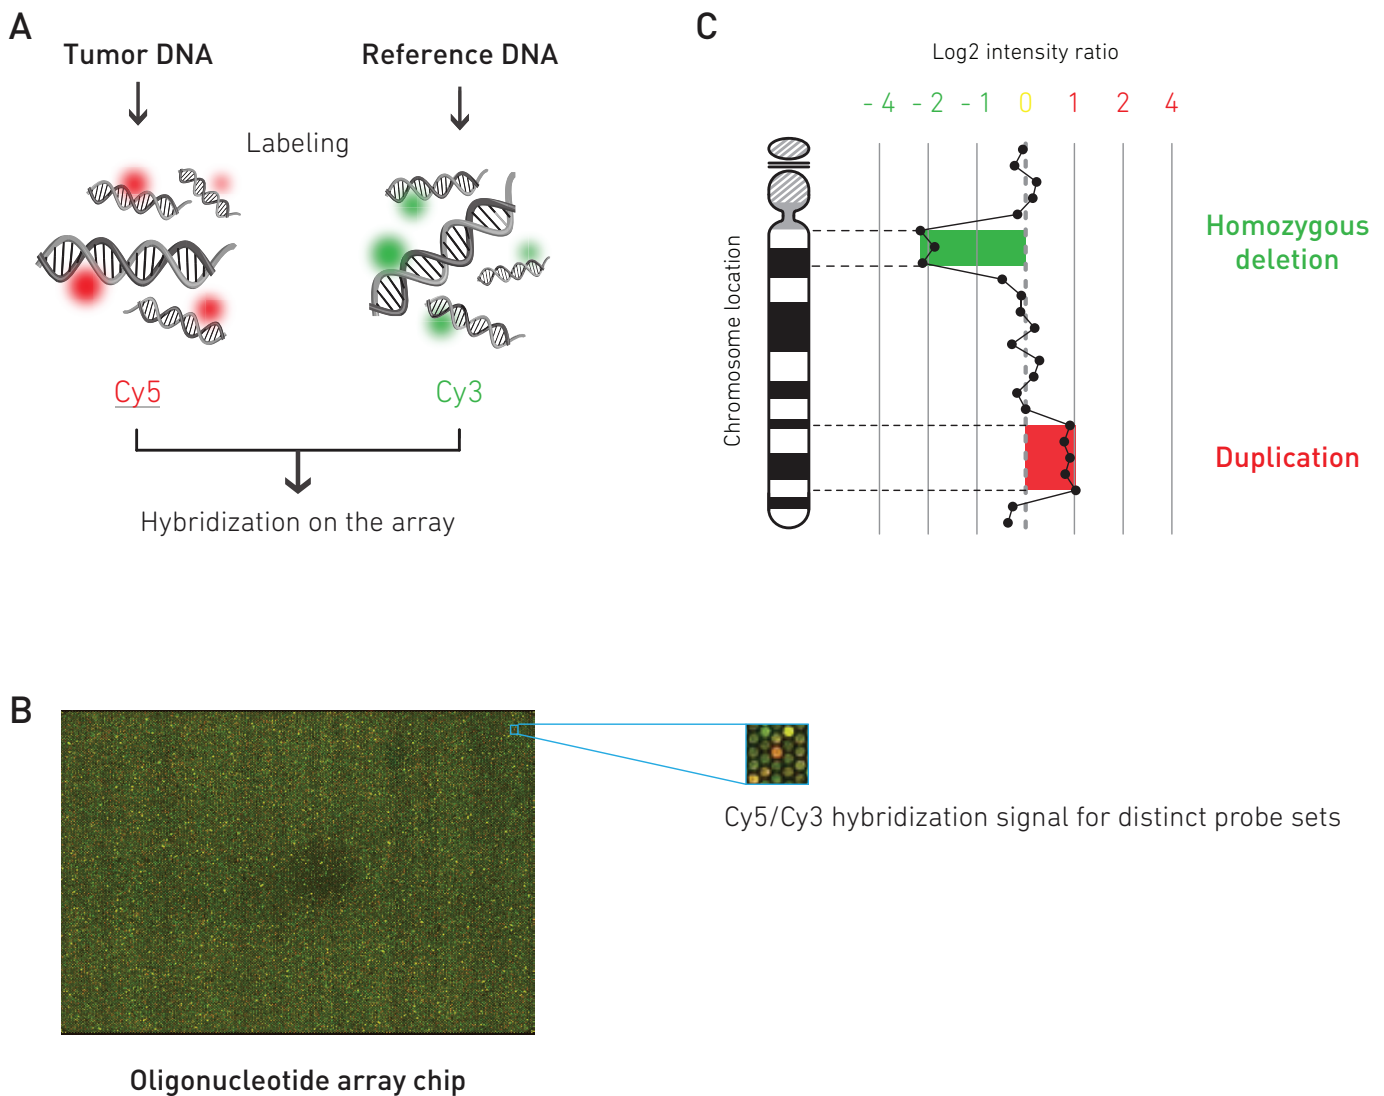 A
Tumor DNA
Reference DNA
Labeling
Cy5
Cy3
Hybridization on the array
C
Log2 intensity ratio
- 4 - 2 - 1 0 1 2 4
Chromosome location
Homozygous
deletion
Duplication
B
Cy5/Cy3 hybridization signal for distinct probe sets
Oligonucleotide array chip